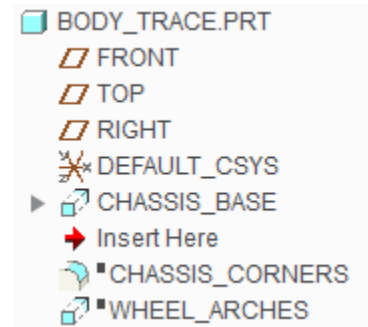 BODY_TRACE.PRT
FRONT
TOP
RIGHT
DEFAULT_CSYS
CHASSIS_BASE
Insert Here
CHASSIS_CORNERS
WHEEL_ARCHES